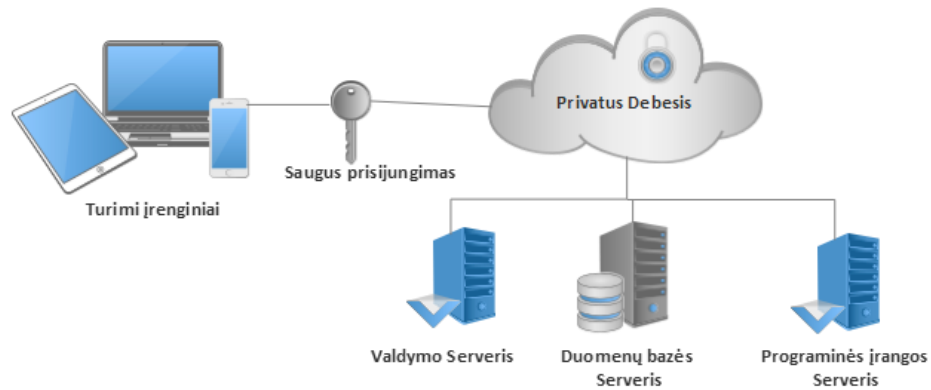 Privatus Debesis
Saugus prisijungimas
Turimi įrenginiai
Valdymo Serveris
Duomenų bazės
Serveris
Programinės įrangos
Serveris